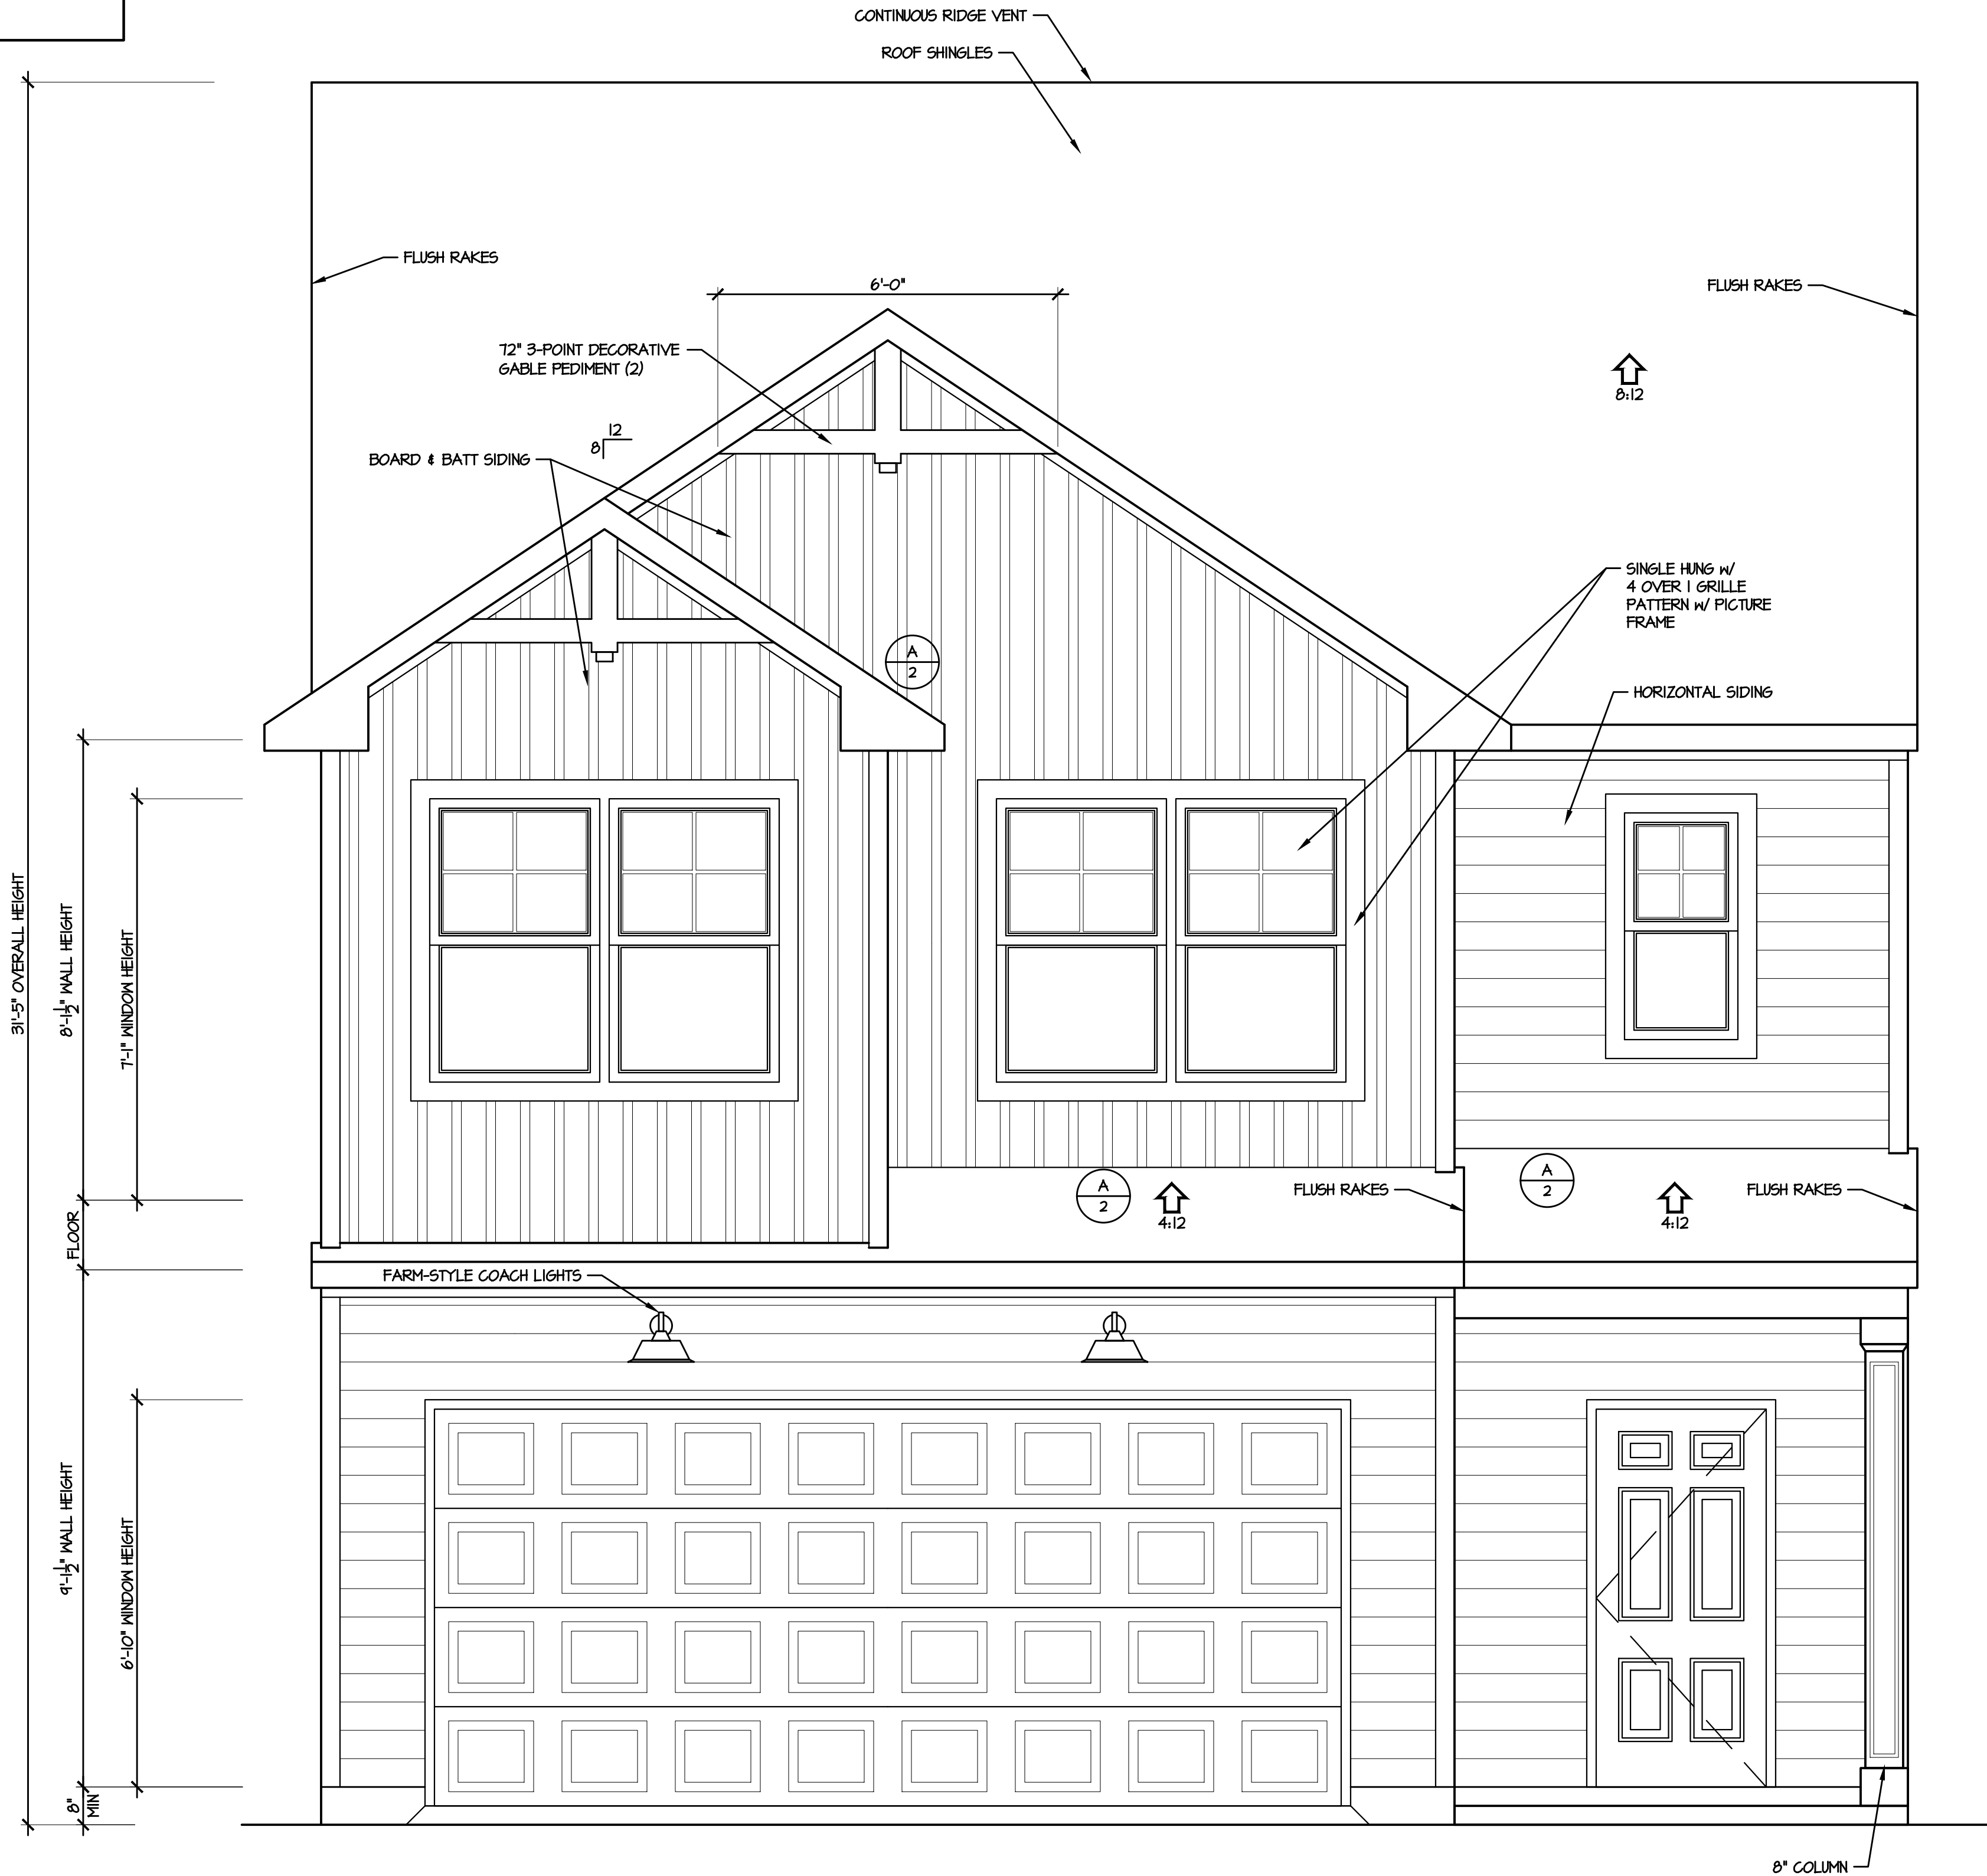 CONTINUOUS RIDGE VENT
ROOF SHINGLES
FLUSH RAKES
6'-0"
FLUSH RAKES
72" 3-POINT DECORATIVE
GABLE PEDIMENT (2)
8:12
12
8
BOARD & BATT SIDING
SINGLE HUNG w/
4 OVER 1 GRILLE
PATTERN w/ PICTURE
FRAME
A
2
HORIZONTAL SIDING
31'-5" OVERALL HEIGHT
8'-1 1/2" WALL HEIGHT
7'-1" WINDOW HEIGHT
A
2
4:12
FLUSH RAKES
A
2
4:12
FLUSH RAKES
FLOOR
FARM-STYLE COACH LIGHTS
9'-1 1/2" WALL HEIGHT
6'-10" WINDOW HEIGHT
8"
MIN
8" COLUMN